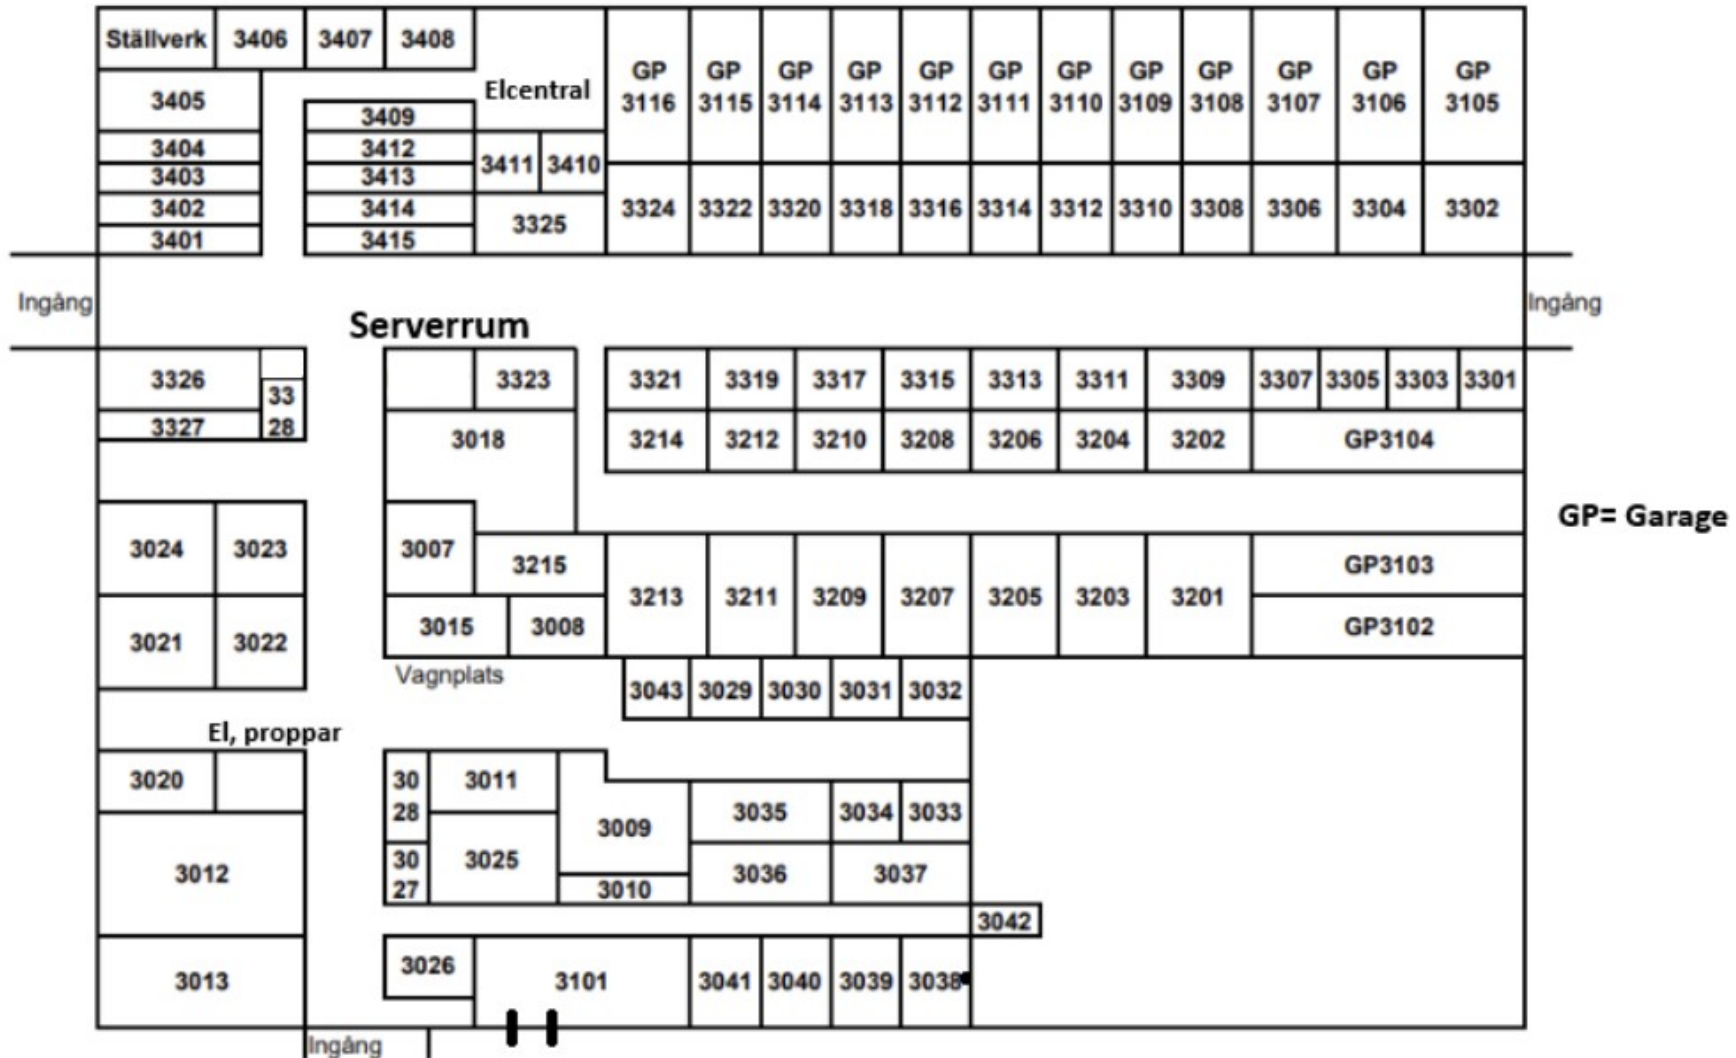 Ställverk 3406 3407 3408
Elcentral
GP GP GP GP GP GP GP GP GP GP GP GP
3116 3115 3114 3113 3112 3111 3110 3109 3108 3107 3106 3105
3405
3409
3404
3412
3411 3410
3403
3413
3402
3414
3324 3322 3320 3318 3316 3314 3312 3310 3308 3306 3304 3302
3325
3401
3415
Ingång
Ingång
Serverrum
3326
3323
3321 3319 3317 3315 3313 3311 3309 3307 3305 3303 3301
33
28
3327
3018
3214 3212 3210 3208 3206 3204 3202 GP3104
GP= Garage
3024 3023
3007
3215
GP3103
3213 3211 3209 3207 3205 3203 3201
3021 3022
3015 3008
GP3102
Vagnplats
3043 3029 3030 3031 3032
El, proppar
3020
30
28
3011
3009
3035 3034 3033
3012
30
27
3025
3010
3036 3037
3042
3013
3026
3101
3041 3040 3039 3038
Ingång